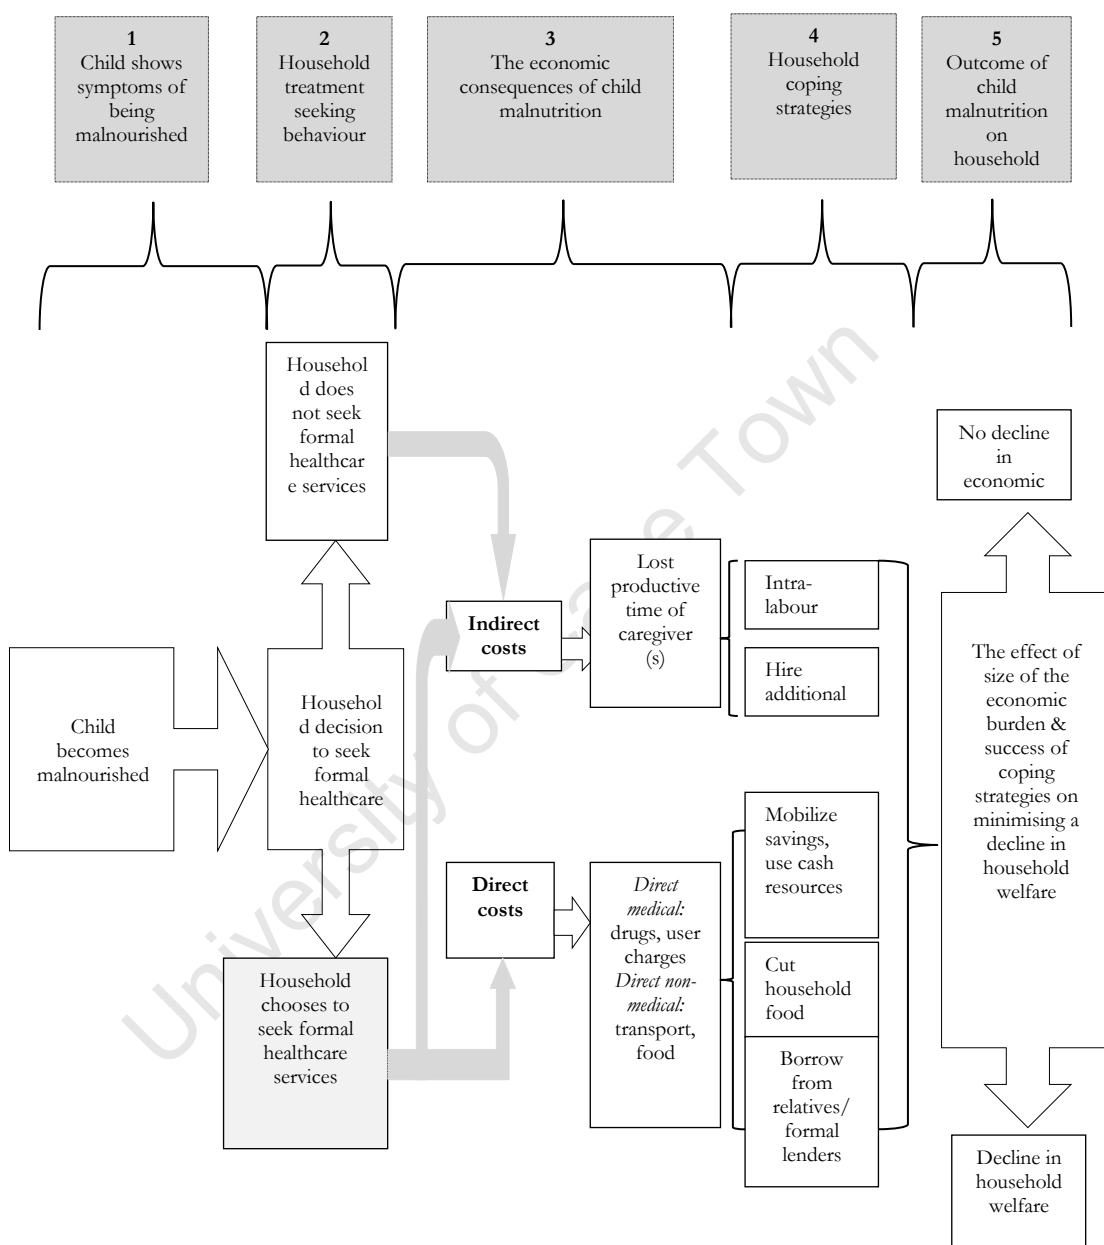 1
Child shows
symptoms of
being
malnourished
2
Household
treatment
seeking
behaviour
3
The economic
consequences of child
malnutrition
4
Household
coping
strategies
5
Outcome of
child
malnutrition
on
household
Househol
d does
not seek
formal
healthcar
e services
No decline
in
economic
Lost
productive
time of
caregiver
(s)
Intra-
labour
Indirect
costs
Hire
additional
Child
becomes
malnourished
Househol
d decision
to seek
formal
healthcare
The effect of
size of the
economic
burden &
success of
coping
strategies on
minimising a
decline in
household
welfare
Mobilize
savings,
use cash
resources
Direct
costs
Direct
medical:
drugs, user
charges
Direct non-
medical:
transport,
food
Cut
household
food
Household
chooses to
seek formal
healthcare
services
Borrow
from
relatives/
formal
lenders
Decline in
household
welfare
University of Cape Town